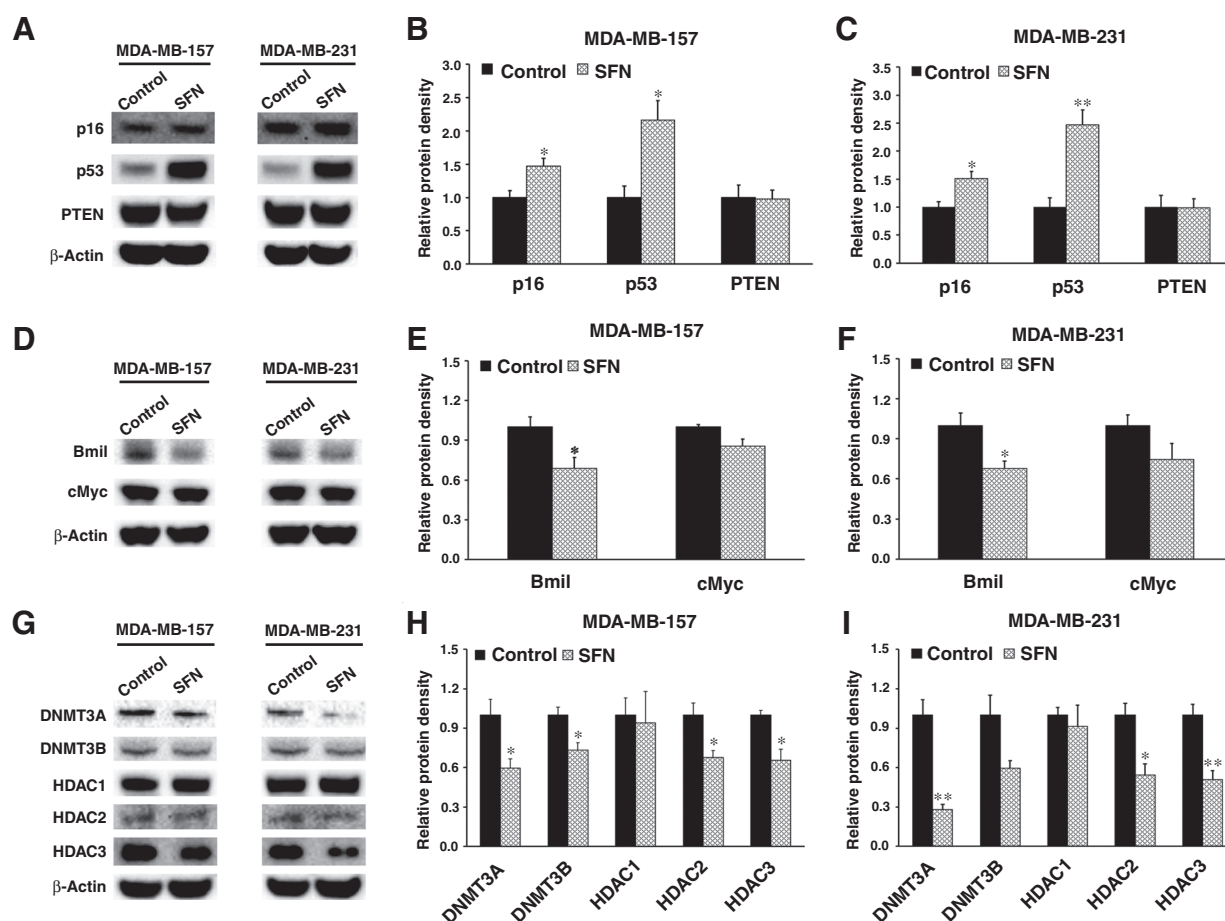 A
MDA-MB-157 MDA-MB-231
Control SFN Control SFN
p16
p53
PTEN
β-Actin
B
MDA-MB-157
Control SFN
Relative protein density
3.0
2.5
2.0
1.5
1.0
0.5
0.0
* *
p16 p53 PTEN
C
MDA-MB-231
Control SFN
Relative protein density
3.5
3.0
2.5
2.0
1.5
1.0
0.5
0.0
* **
p16 p53 PTEN
D
MDA-MB-157 MDA-MB-231
Control SFN Control SFN
Bmil
cMyc
β-Actin
E
MDA-MB-157
Control SFN
Relative protein density
1.5
1.2
0.9
0.6
0.3
0.0
*
Bmil cMyc
F
MDA-MB-231
Control SFN
Relative protein density
1.5
1.2
0.9
0.6
0.3
0.0
*
Bmil cMyc
G
MDA-MB-157 MDA-MB-231
Control SFN Control SFN
DNMT3A
DNMT3B
HDAC1
HDAC2
HDAC3
β-Actin
H
MDA-MB-157
Control SFN
Relative protein density
1.5
1.2
0.9
0.6
0.3
0.0
* * * *
DNMT3A DNMT3B HDAC1 HDAC2 HDAC3
I
MDA-MB-231
Control SFN
Relative protein density
1.5
1.2
0.9
0.6
0.3
0.0
** * **
DNMT3A DNMT3B HDAC1 HDAC2 HDAC3